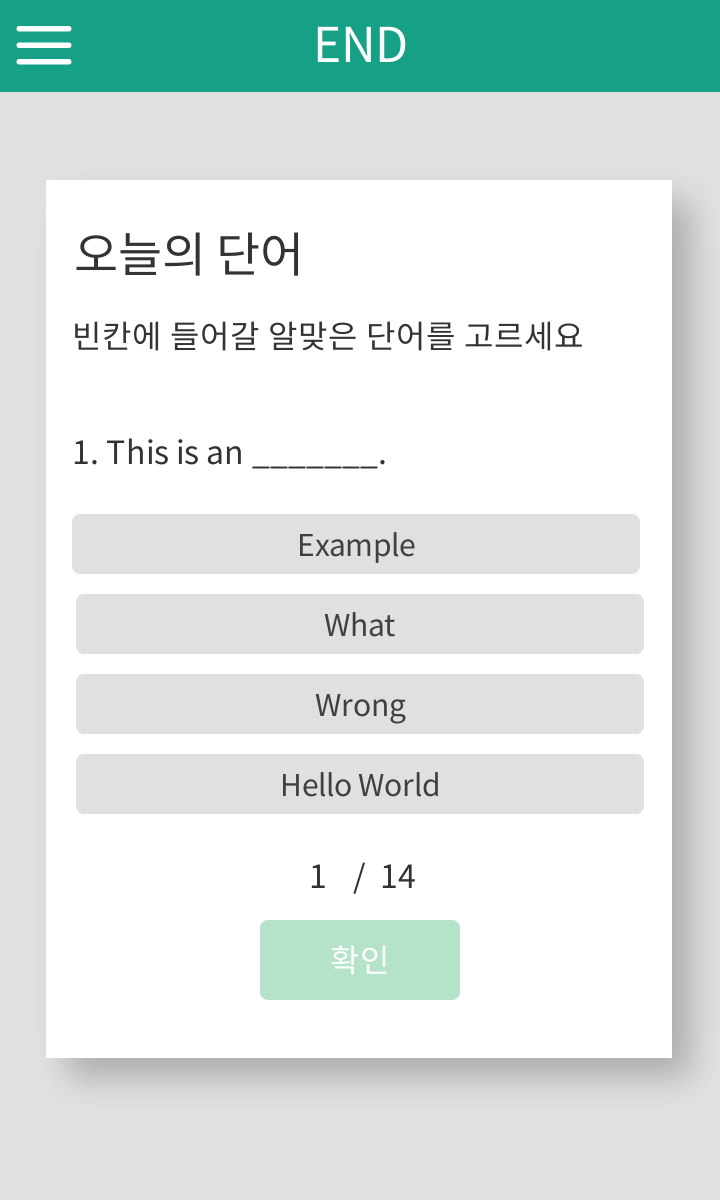 END
오늘의 단어
빈칸에 들어갈 알맞은 단어를 고르세요
1. This is an _______.
Example
What
Wrong
Hello World
1 / 14
확인